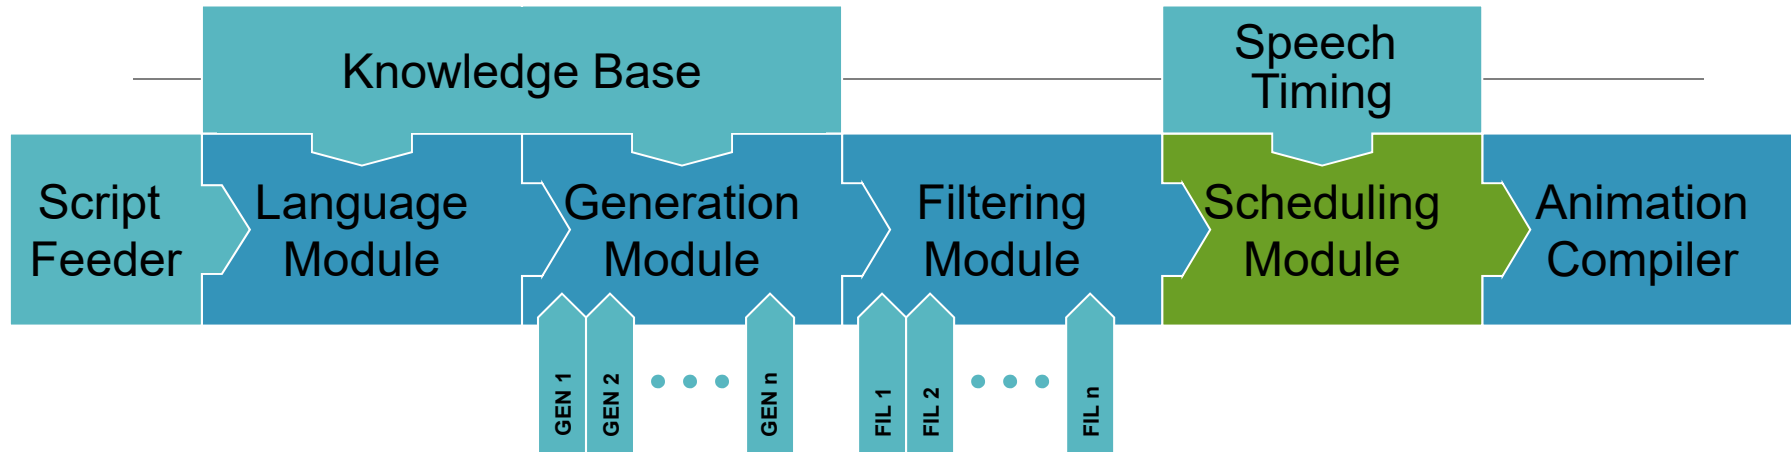 Knowledge Base
Speech
Timing
Script
Feeder
Language
Module
Generation
Module
Filtering
Module
Scheduling
Module
Animation
Compiler
GEN 1
GEN 2
GEN n
FIL 1
FIL 2
FIL n